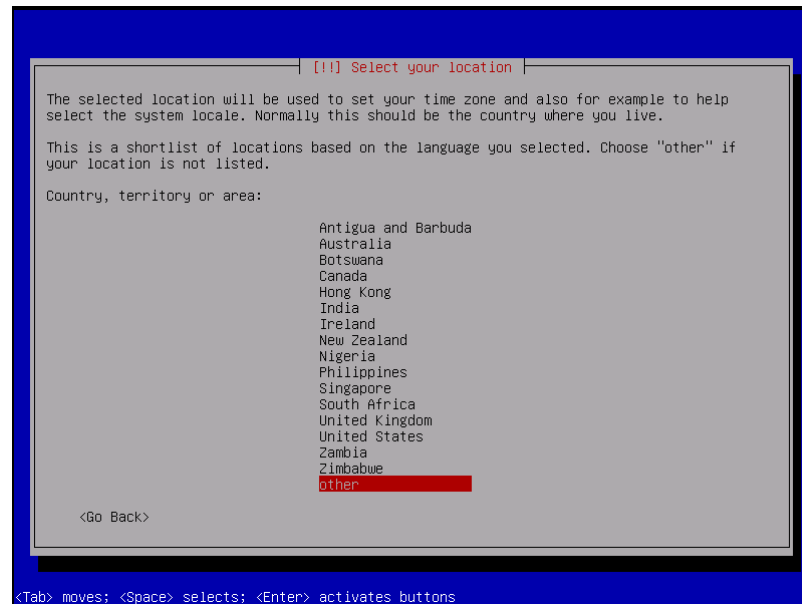 [!!] Select your location
The selected location will be used to set your time zone and also for example to help
select the system locale. Normally this should be the country where you live.
This is a shortlist of locations based on the language you selected. Choose "other" if
your location is not listed.
Country, territory or area:
Antigua and Barbuda
Australia
Botswana
Canada
Hong Kong
India
Ireland
New Zealand
Nigeria
Philippines
Singapore
South Africa
United Kingdom
United States
Zambia
Zimbabwe
other
<Go Back>
<Tab> moves; <Space> selects; <Enter> activates buttons